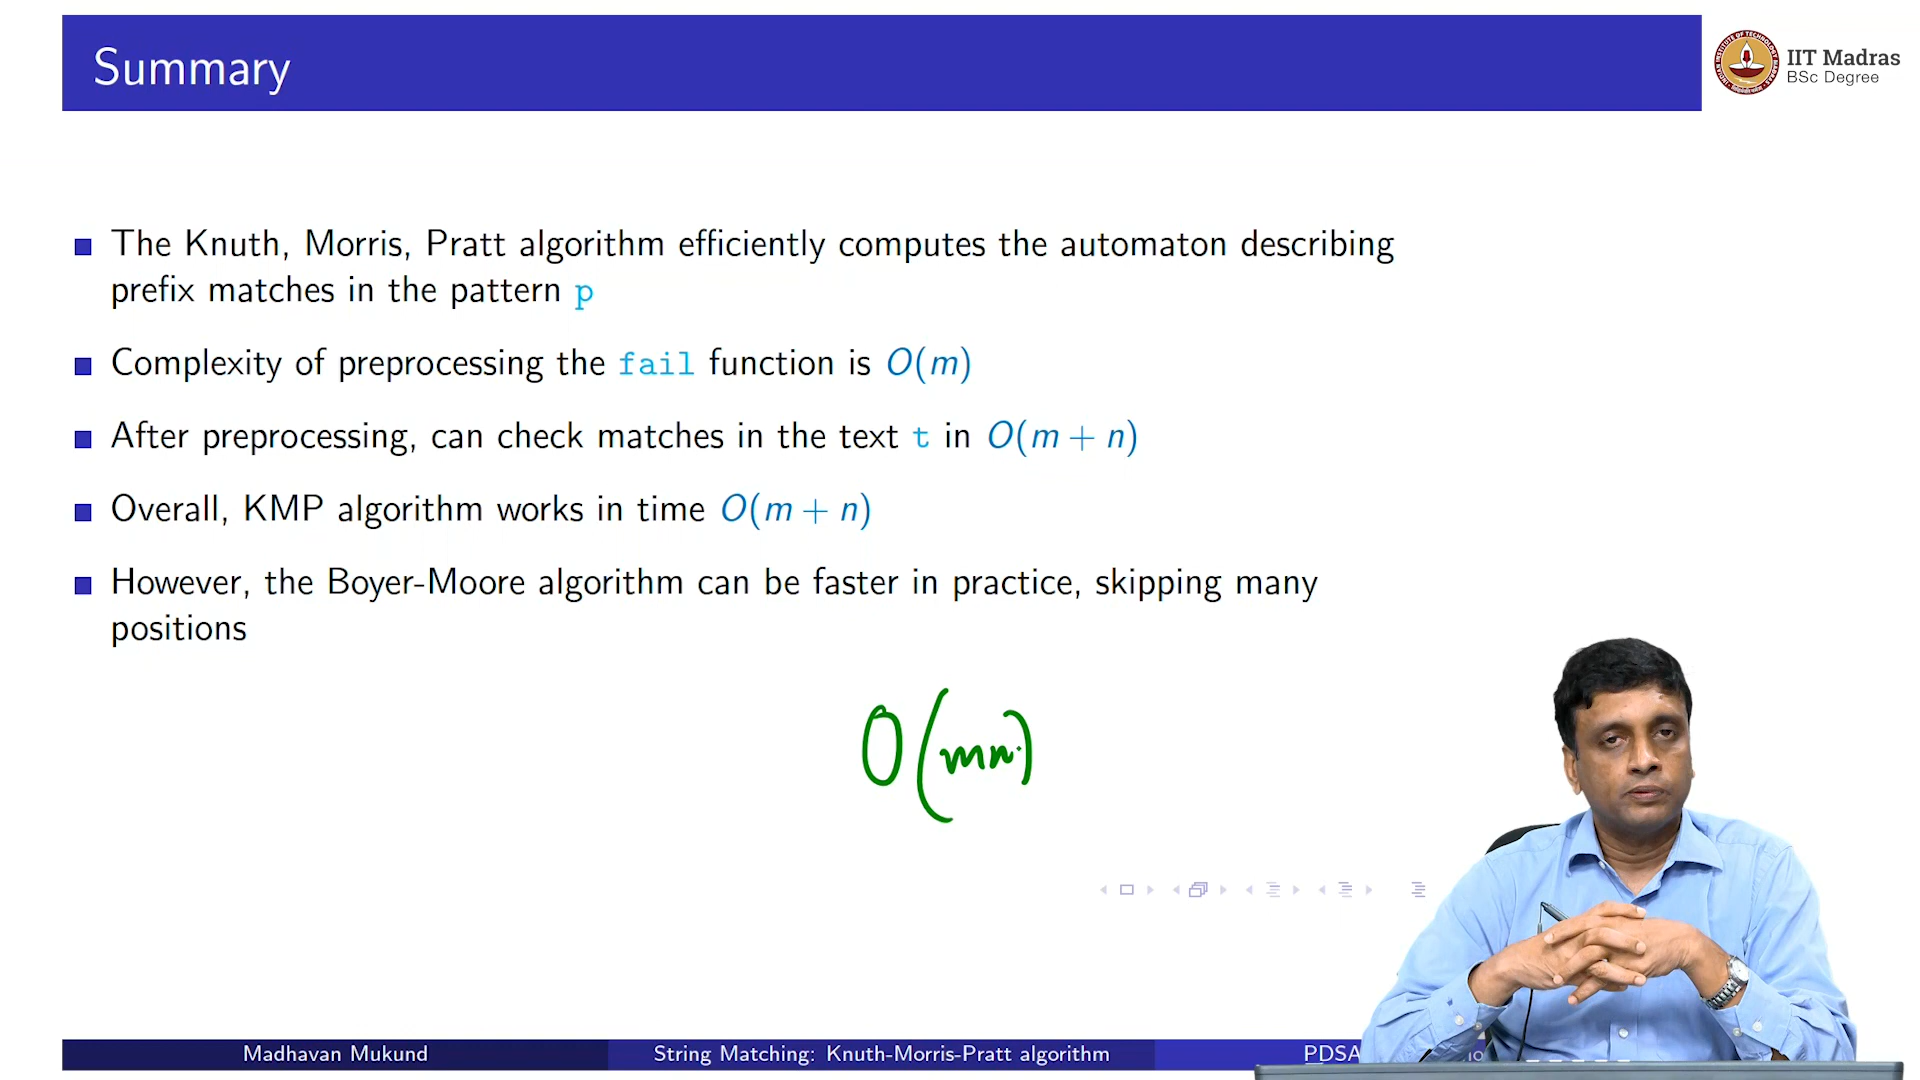 Summary
IIT Madras
BSc Degree
The Knuth, Morris, Pratt algorithm efficiently computes the automaton describing
prefix matches in the pattern p
Complexity of preprocessing the fail function is O(m)
After preprocessing, can check matches in the text t in O(m + n)
Overall, KMP algorithm works in time O(m + n)
However, the Boyer-Moore algorithm can be faster in practice, skipping many
positions
O(mn)
Madhavan Mukund
String Matching: Knuth-Morris-Pratt algorithm
PDSA